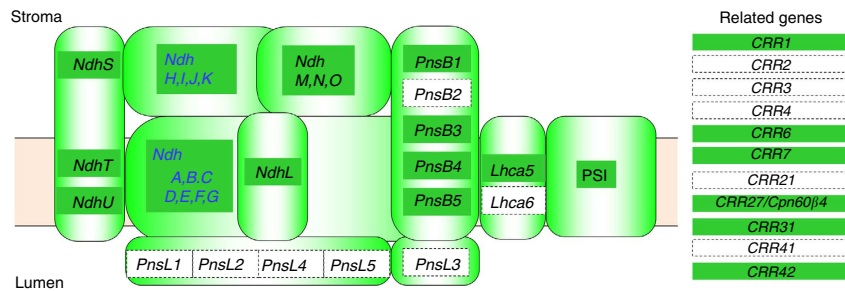 Stroma
Related genes
NdhS
Ndh
H,I,J,K
Ndh
M,N,O
PnsB1
PnsB2
PnsB3
PnsB4
PnsB5
NdhT
NdhU
Ndh
A,B.C
D,E,F,G
NdhL
Lhca5
Lhca6
PSI
PnsL1
PnsL2
PnsL4
PnsL5
PnsL3
Lumen
CRR1
CRR2
CRR3
CRR4
CRR6
CRR7
CRR21
CRR27/Cpn60β4
CRR31
CRR41
CRR42